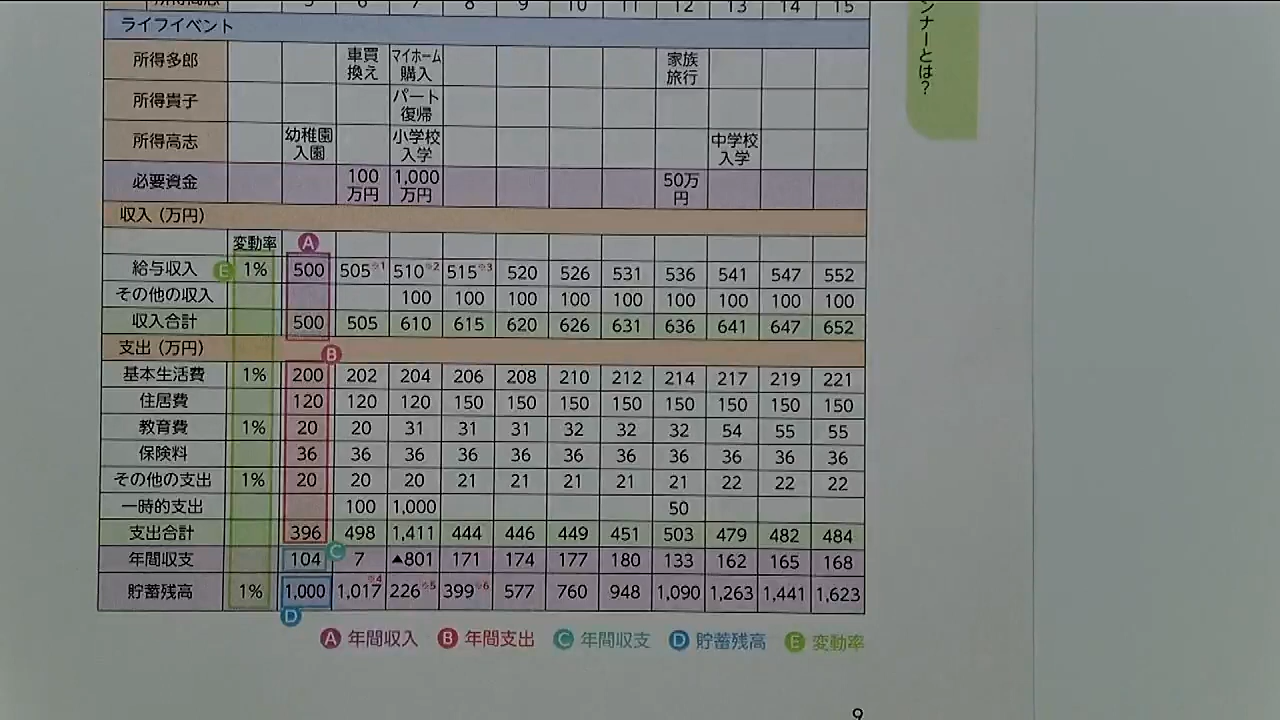 6 7 8 9 10 11 12 13 14 15
ライフイベント
所得多郎 車買換え マイホーム購入 家族旅行
所得貴子 パート復帰
所得高志 幼稚園入園 小学校入学 中学校入学
必要資金 100万円 1,000万円 50万円
収入(万円)
変動率 A
給与収入 E 1% 500 505※1 510※2 515※3 520 526 531 536 541 547 552
その他の収入 100 100 100 100 100 100 100 100 100
収入合計 500 505 610 615 620 626 631 636 641 647 652
支出(万円) B
基本生活費 1% 200 202 204 206 208 210 212 214 217 219 221
住居費 120 120 120 150 150 150 150 150 150 150 150
教育費 1% 20 20 31 31 31 32 32 32 54 55 55
保険料 36 36 36 36 36 36 36 36 36 36 36
その他の支出 1% 20 20 20 21 21 21 21 21 22 22 22
一時的支出 100 1,000 50
支出合計 396 498 1,411 444 446 449 451 503 479 482 484
年間収支 104 C 7 ▲801 171 174 177 180 133 162 165 168
貯蓄残高 1% 1,000 1,017※4 226※5 399※6 577 760 948 1,090 1,263 1,441 1,623
D
A 年間収入 B 年間支出 C 年間収支 D 貯蓄残高 E 変動率
ナーとは?
9